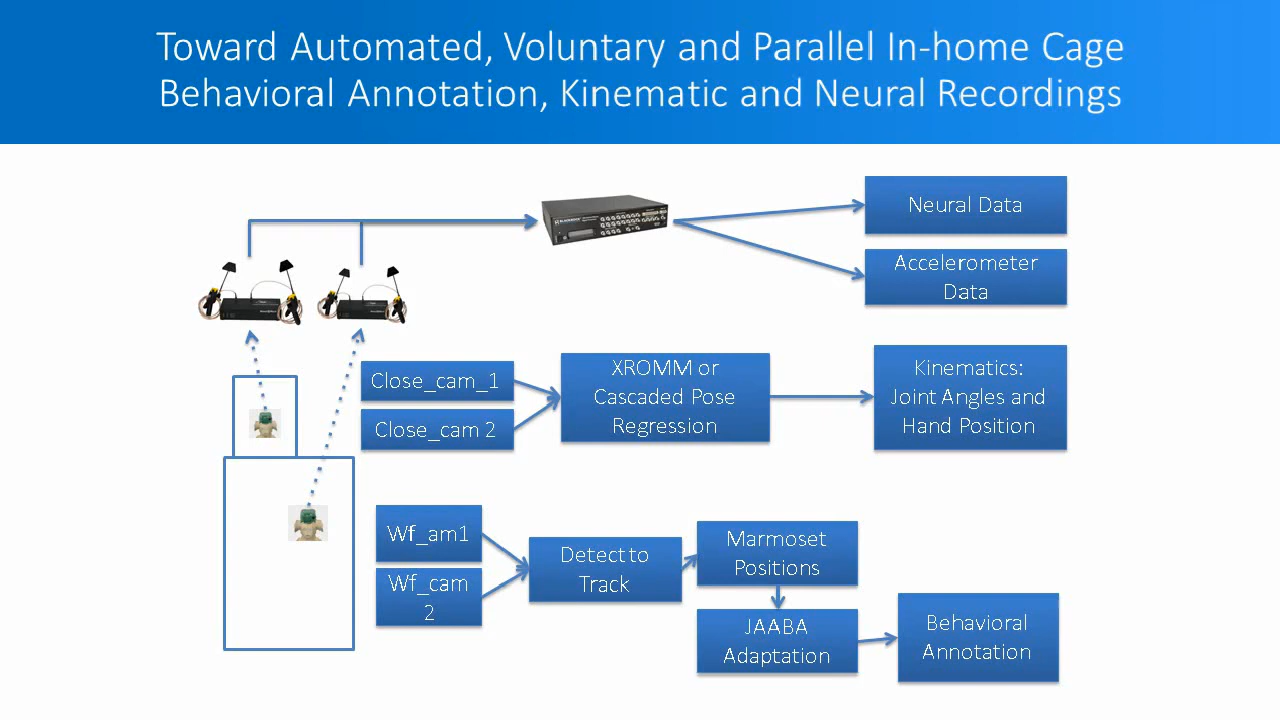 Toward Automated, Voluntary and Parallel In-home Cage
Behavioral Annotation, Kinematic and Neural Recordings
Neural Data
Accelerometer
Data
Close_cam_1
Close_cam 2
XROMM or
Cascaded Pose
Regression
Kinematics:
Joint Angles and
Hand Position
Wf_am1
Wf_cam
2
Detect to
Track
Marmoset
Positions
JAABA
Adaptation
Behavioral
Annotation